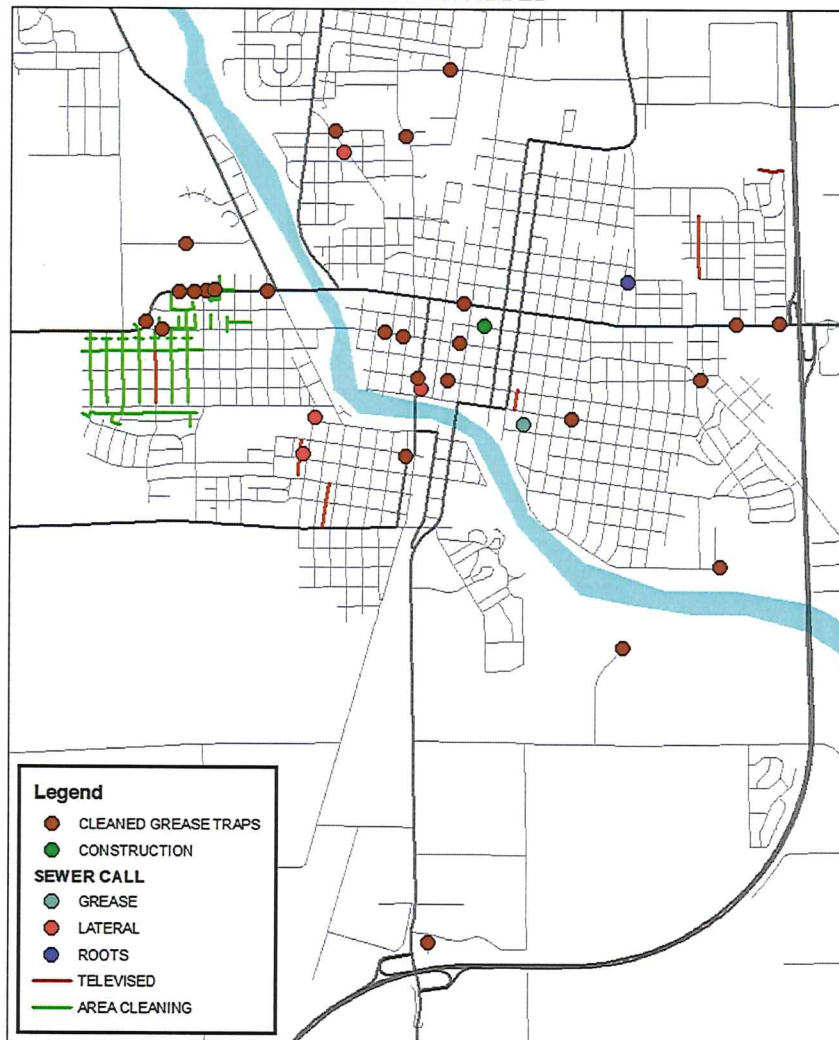 Legend
CLEANED GREASE TRAPS
CONSTRUCTION
SEWER CALL
GREASE
LATERAL
ROOTS
TELEVISED
AREA CLEANING